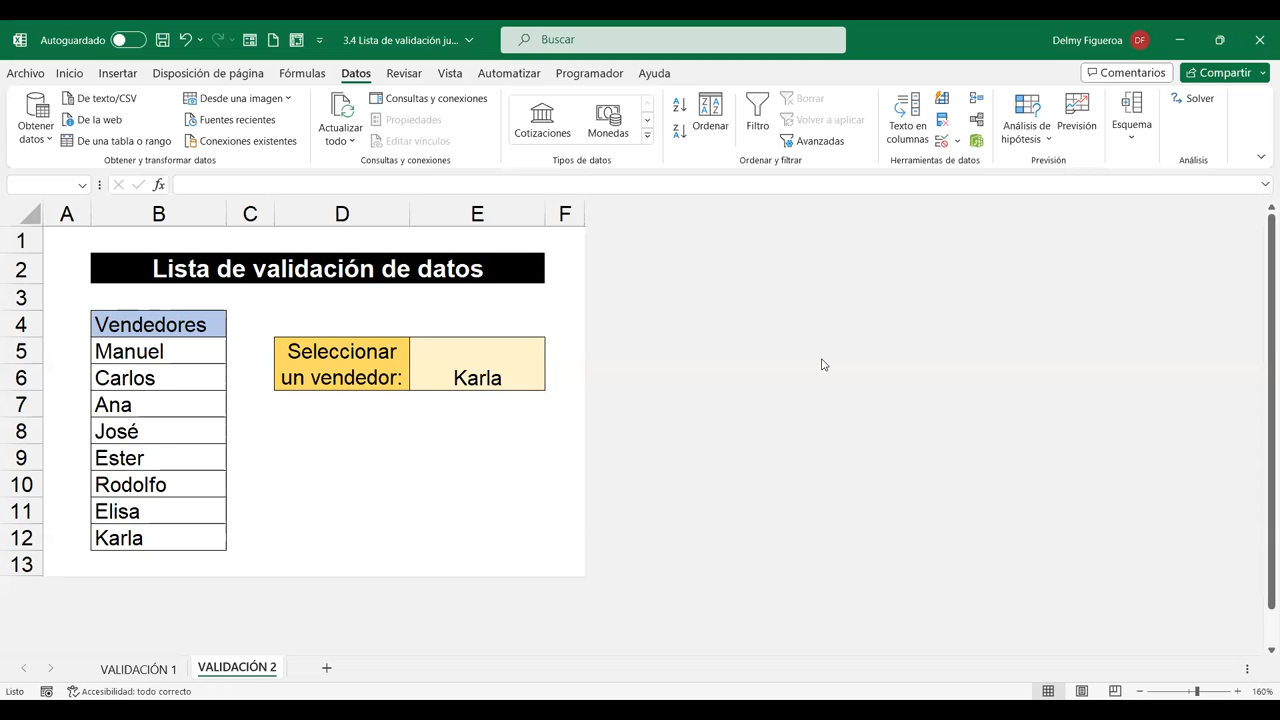 Autoguardado
3.4 Lista de validación ju...
Buscar
Delmy Figueroa DF
Archivo Inicio Insertar Disposición de página Fórmulas Datos Revisar Vista Automatizar Programador Ayuda
Comentarios Compartir
Obtener datos
De texto/CSV
De la web
De una tabla o rango
Desde una imagen
Fuentes recientes
Conexiones existentes
Obtener y transformar datos
Actualizar todo
Consultas y conexiones
Propiedades
Editar vínculos
Consultas y conexiones
Cotizaciones
Monedas
Tipos de datos
Ordenar
Filtro
Borrar
Volver a aplicar
Avanzadas
Ordenar y filtrar
Texto en columnas
Herramientas de datos
Análisis de hipótesis
Previsión
Previsión
Esquema
Solver
Análisis
fx
A B C D E F
1
2 Lista de validación de datos
3
4 Vendedores
5 Manuel Seleccionar
6 Carlos un vendedor: Karla
7 Ana
8 José
9 Ester
10 Rodolfo
11 Elisa
12 Karla
13
VALIDACIÓN 1 VALIDACIÓN 2
Listo Accesibilidad: todo correcto 160%